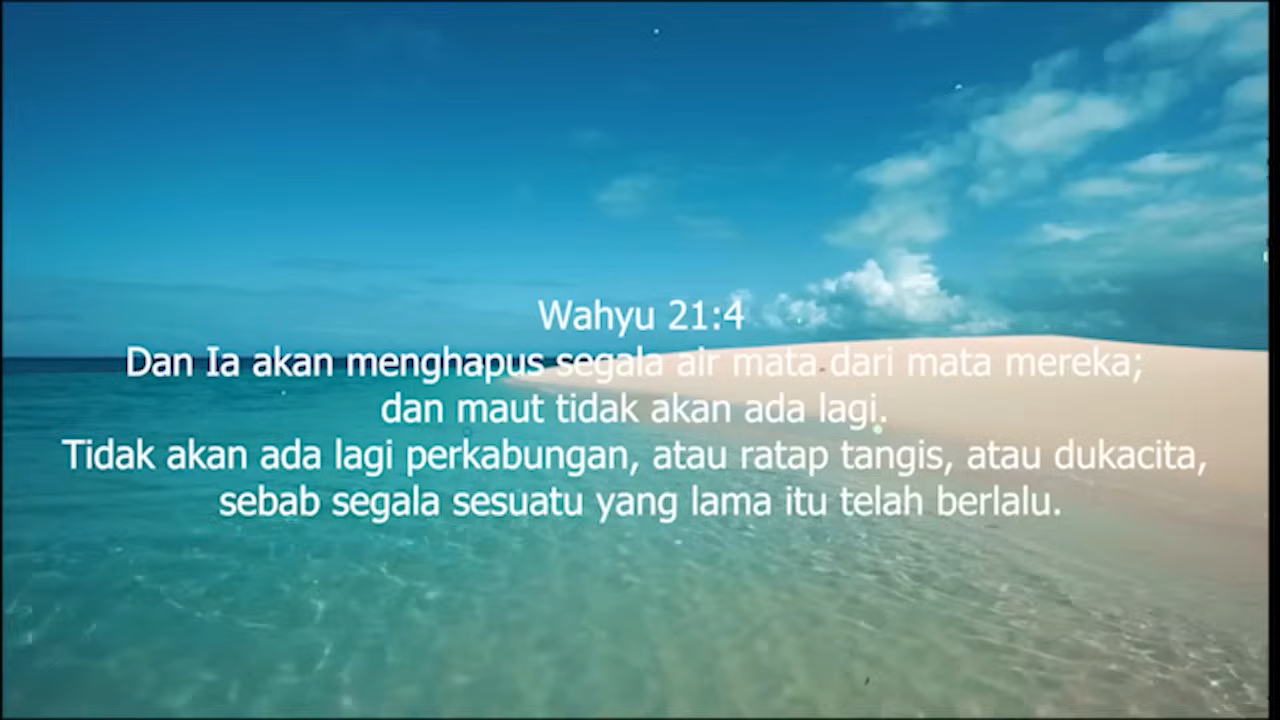 Wahyu 21:4
Dan Ia akan menghapus segala air mata dari mata mereka;
dan maut tidak akan ada lagi.
Tidak akan ada lagi perkabungan, atau ratap tangis, atau dukacita,
sebab segala sesuatu yang lama itu telah berlalu.